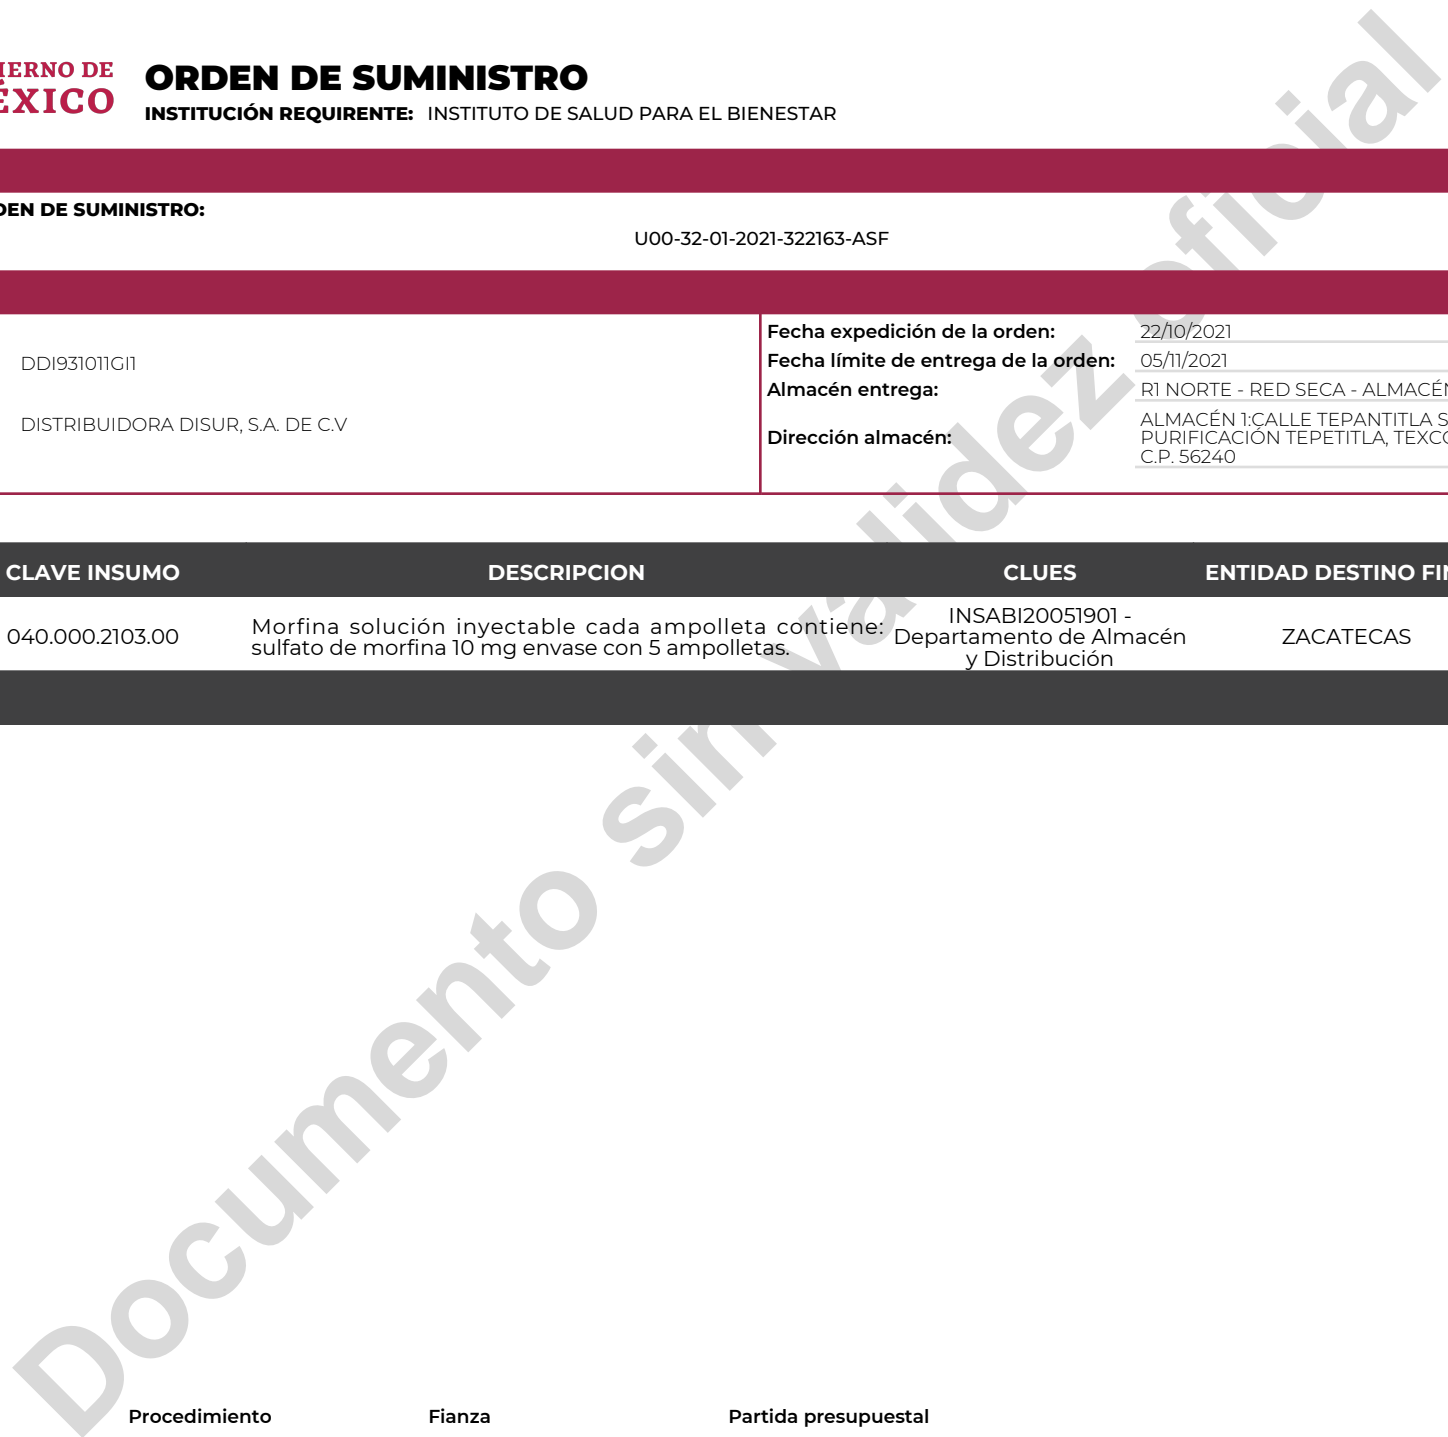 IERNO DE
ÉXICO
ORDEN DE SUMINISTRO
INSTITUCIÓN REQUIRENTE: INSTITUTO DE SALUD PARA EL BIENESTAR
DEN DE SUMINISTRO:
U00-32-01-2021-322163-ASF
DDI931011GI1
DISTRIBUIDORA DISUR, S.A. DE C.V
Fecha expedición de la orden: 22/10/2021
Fecha límite de entrega de la orden: 05/11/2021
Almacén entrega: R1 NORTE - RED SECA - ALMACÉN
Dirección almacén: ALMACÉN 1:CALLE TEPANTITLA S
PURIFICACIÓN TEPETITLA, TEXCO
C.P. 56240
CLAVE INSUMO DESCRIPCION CLUES ENTIDAD DESTINO FIN
040.000.2103.00
Morfina solución inyectable cada ampolleta contiene:
sulfato de morfina 10 mg envase con 5 ampolletas.
INSABI20051901 -
Departamento de Almacén
y Distribución
ZACATECAS
Documento sin validez oficial
Procedimiento Fianza Partida presupuestal